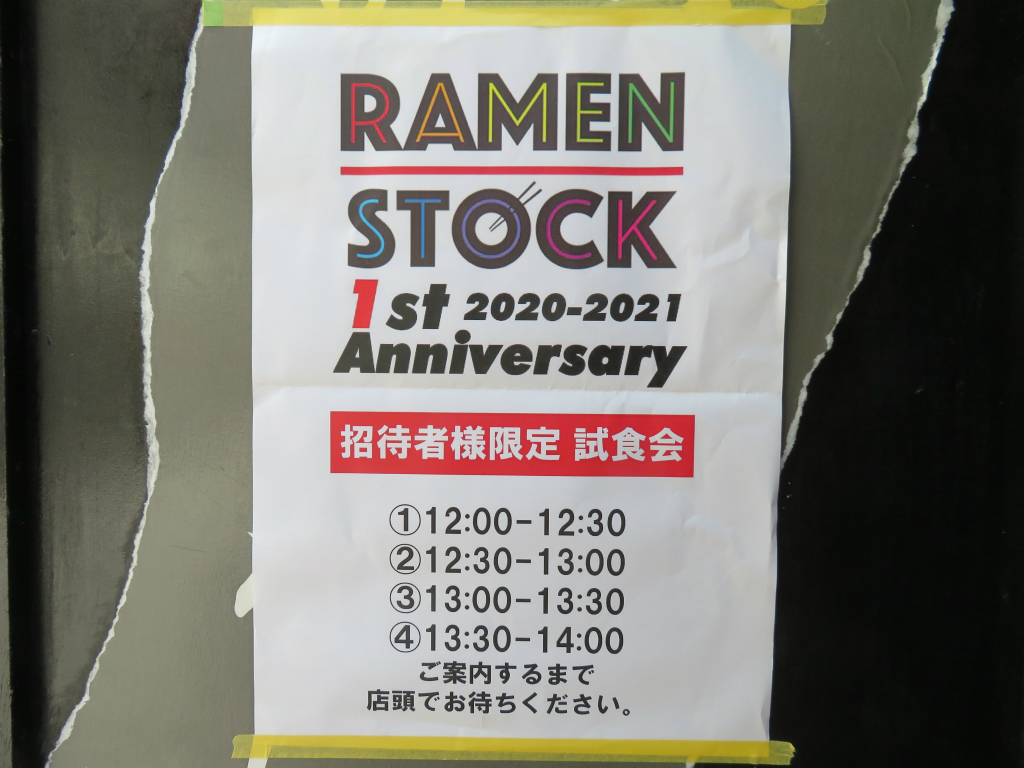 RAMEN
STOCK
1st 2020-2021
Anniversary
招待者様限定 試食会
①12:00-12:30
②12:30-13:00
③13:00-13:30
④13:30-14:00
ご案内するまで
店頭でお待ちください。